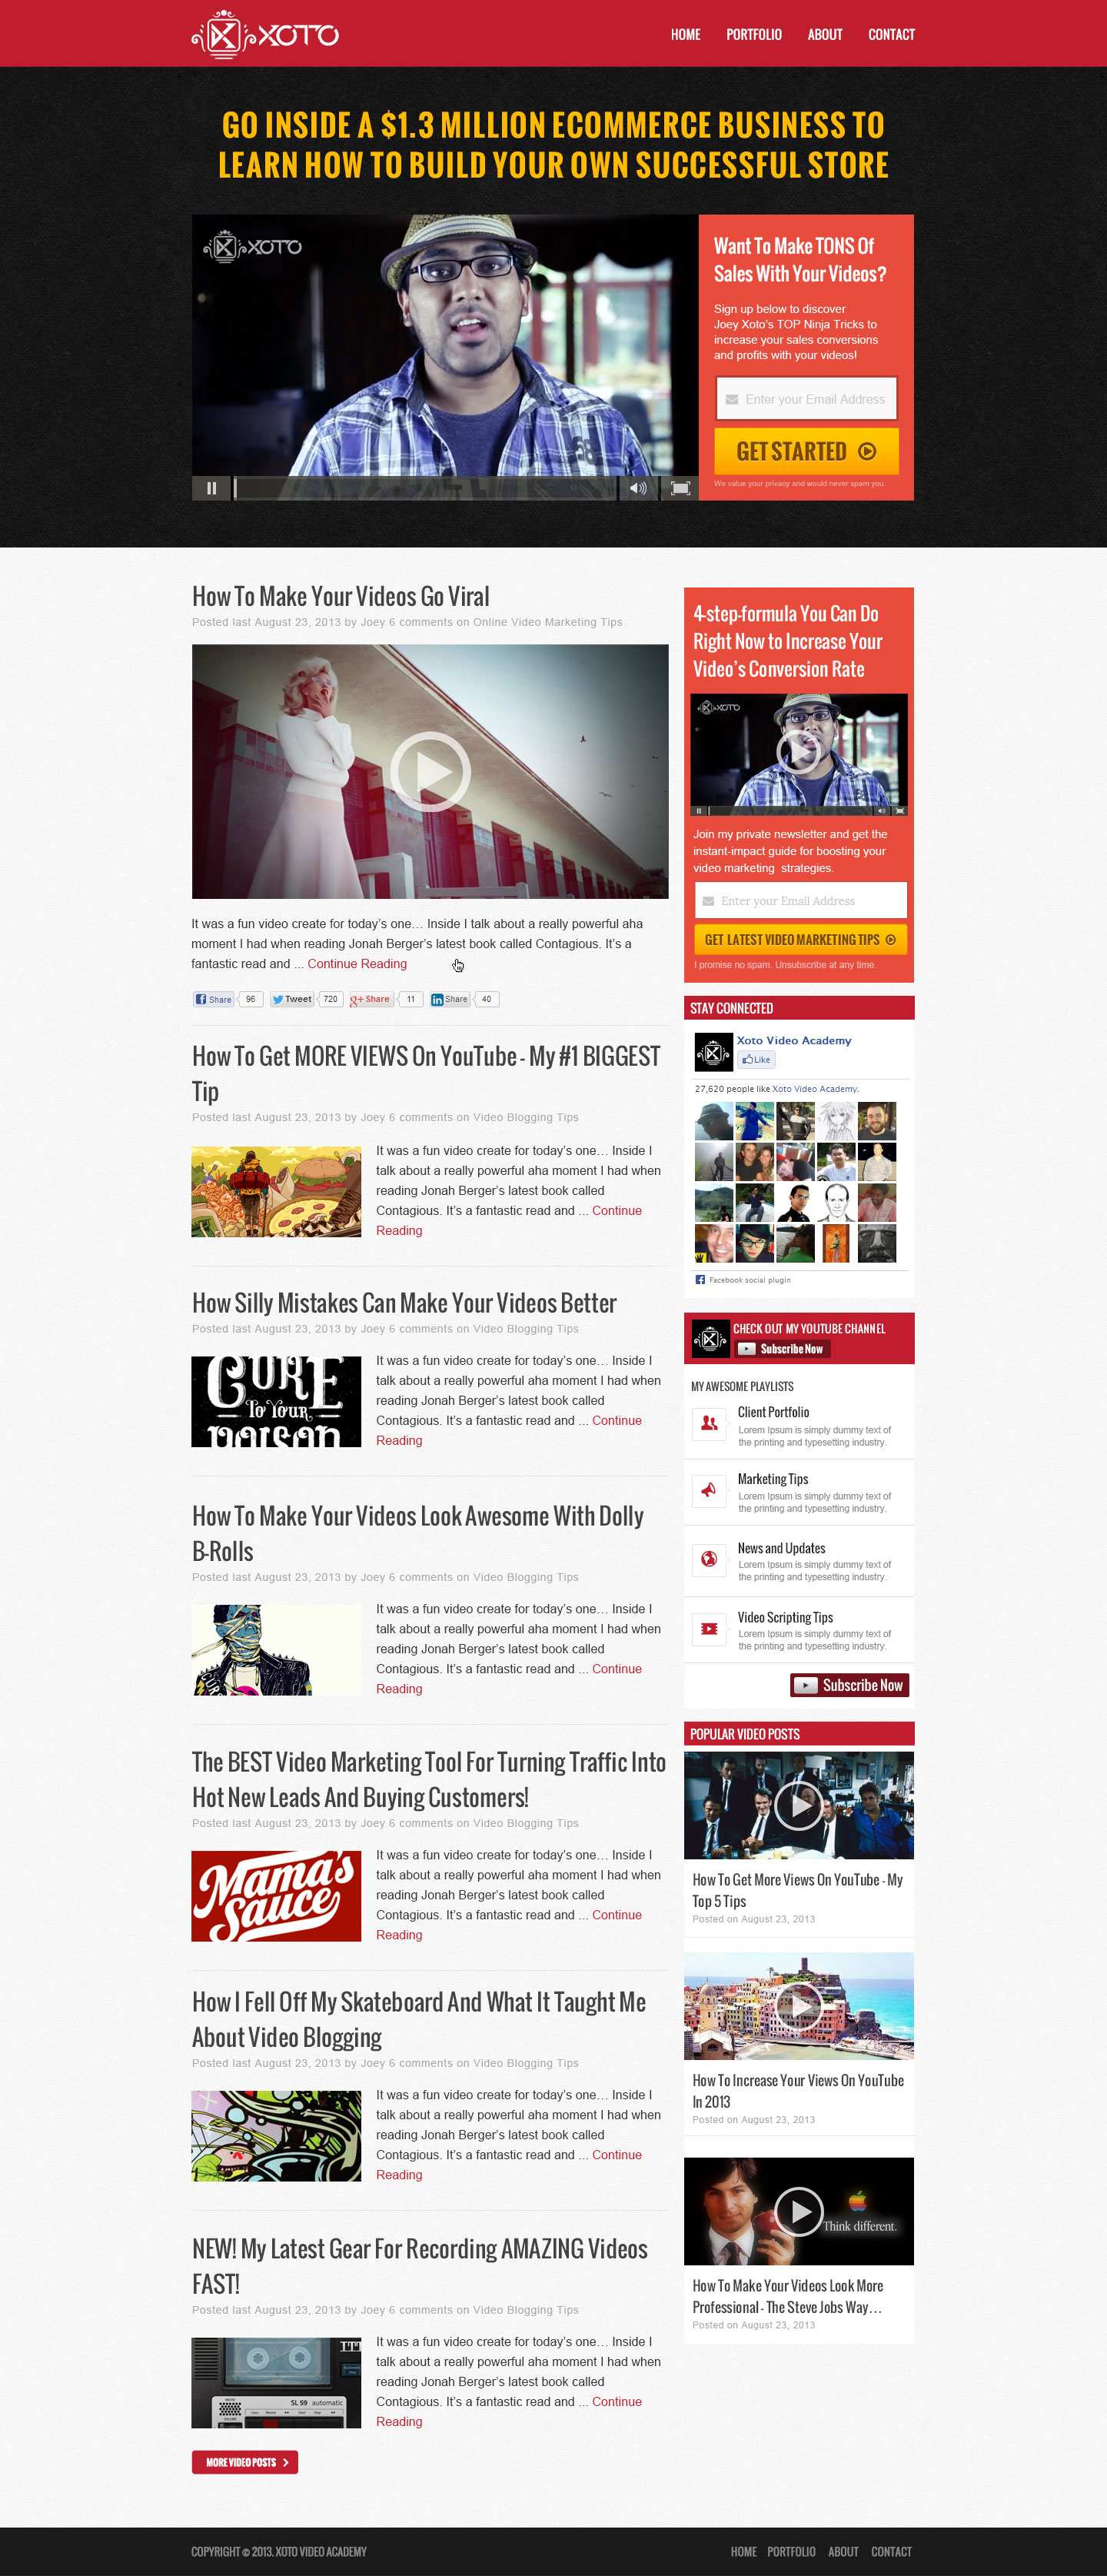 XOTO
HOME PORTFOLIO ABOUT CONTACT
GO INSIDE A $1.3 MILLION ECOMMERCE BUSINESS TO
LEARN HOW TO BUILD YOUR OWN SUCCESSFUL STORE
XOTO
Want To Make TONS Of
Sales With Your Videos?
Sign up below to discover
Joey Xoto's TOP Ninja Tricks to
increase your sales conversions
and profits with your videos!
Enter your Email Address
GET STARTED
We value your privacy and would never spam you.
How To Make Your Videos Go Viral
Posted last August 23, 2013 by Joey 6 comments on Online Video Marketing Tips
It was a fun video create for today's one… Inside I talk about a really powerful aha
moment I had when reading Jonah Berger's latest book called Contagious. It's a
fantastic read and ... Continue Reading
Share 96 Tweet 720 Share 11 Share 40
How To Get MORE VIEWS On YouTube - My #1 BIGGEST
Tip
Posted last August 23, 2013 by Joey 6 comments on Video Blogging Tips
It was a fun video create for today's one… Inside I
talk about a really powerful aha moment I had when
reading Jonah Berger's latest book called
Contagious. It's a fantastic read and ... Continue
Reading
How Silly Mistakes Can Make Your Videos Better
Posted last August 23, 2013 by Joey 6 comments on Video Blogging Tips
CURE
To Your
POISON
It was a fun video create for today's one… Inside I
talk about a really powerful aha moment I had when
reading Jonah Berger's latest book called
Contagious. It's a fantastic read and ... Continue
Reading
How To Make Your Videos Look Awesome With Dolly
B-Rolls
Posted last August 23, 2013 by Joey 6 comments on Video Blogging Tips
It was a fun video create for today's one… Inside I
talk about a really powerful aha moment I had when
reading Jonah Berger's latest book called
Contagious. It's a fantastic read and ... Continue
Reading
The BEST Video Marketing Tool For Turning Traffic Into
Hot New Leads And Buying Customers!
Posted last August 23, 2013 by Joey 6 comments on Video Blogging Tips
Mama's
Sauce
It was a fun video create for today's one… Inside I
talk about a really powerful aha moment I had when
reading Jonah Berger's latest book called
Contagious. It's a fantastic read and ... Continue
Reading
How I Fell Off My Skateboard And What It Taught Me
About Video Blogging
Posted last August 23, 2013 by Joey 6 comments on Video Blogging Tips
It was a fun video create for today's one… Inside I
talk about a really powerful aha moment I had when
reading Jonah Berger's latest book called
Contagious. It's a fantastic read and ... Continue
Reading
NEW! My Latest Gear For Recording AMAZING Videos
FAST!
Posted last August 23, 2013 by Joey 6 comments on Video Blogging Tips
ITT
SL 59 automatic
It was a fun video create for today's one… Inside I
talk about a really powerful aha moment I had when
reading Jonah Berger's latest book called
Contagious. It's a fantastic read and ... Continue
Reading
MORE VIDEO POSTS
4-step-formula You Can Do
Right Now to Increase Your
Video's Conversion Rate
XOTO
Join my private newsletter and get the
instant-impact guide for boosting your
video marketing strategies.
Enter your Email Address
GET LATEST VIDEO MARKETING TIPS
I promise no spam. Unsubscribe at any time.
STAY CONNECTED
Xoto Video Academy
Like
27,620 people like Xoto Video Academy.
Facebook social plugin
CHECK OUT MY YOUTUBE CHANNEL
Subscribe Now
MY AWESOME PLAYLISTS
Client Portfolio
Lorem Ipsum is simply dummy text of
the printing and typesetting industry.
Marketing Tips
Lorem Ipsum is simply dummy text of
the printing and typesetting industry.
News and Updates
Lorem Ipsum is simply dummy text of
the printing and typesetting industry.
Video Scripting Tips
Lorem Ipsum is simply dummy text of
the printing and typesetting industry.
Subscribe Now
POPULAR VIDEO POSTS
How To Get More Views On YouTube - My
Top 5 Tips
Posted on August 23, 2013
How To Increase Your Views On YouTube
In 2013
Posted on August 23, 2013
Think different.
How To Make Your Videos Look More
Professional - The Steve Jobs Way…
Posted on August 23, 2013
COPYRIGHT © 2013. XOTO VIDEO ACADEMY
HOME PORTFOLIO ABOUT CONTACT